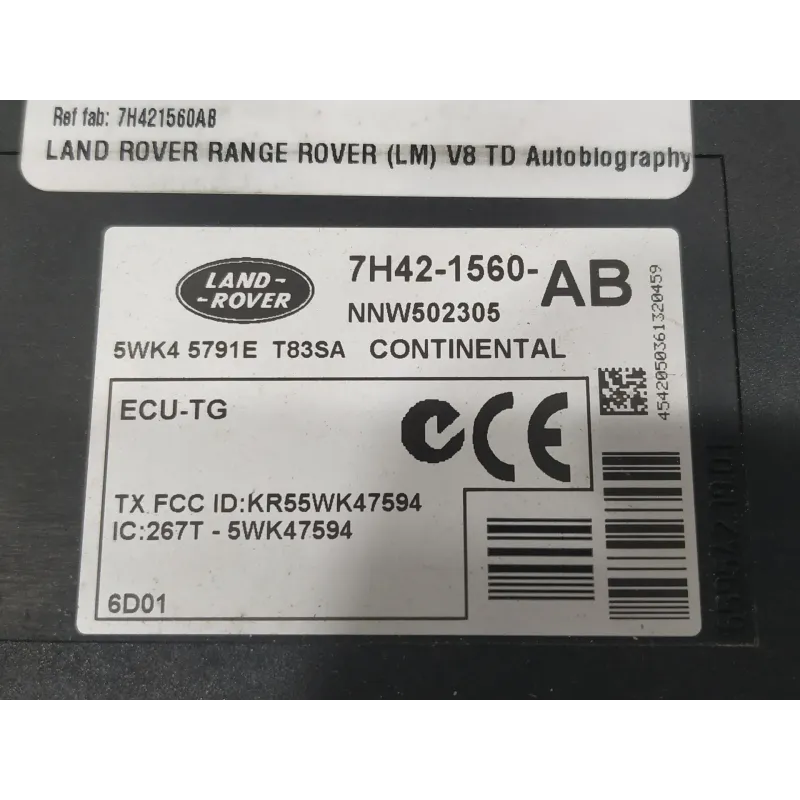 Ref fab: 7H421560AB
LAND ROVER RANGE ROVER (LM) V8 TD Autobiography
LAND-
-ROVER
7H42-1560-AB
NNW502305
5WK4 5791E T83SA CONTINENTAL
4542050361320459
ECU-TG
CE
TX FCC ID:KR55WK47594
IC:267T - 5WK47594
6D01